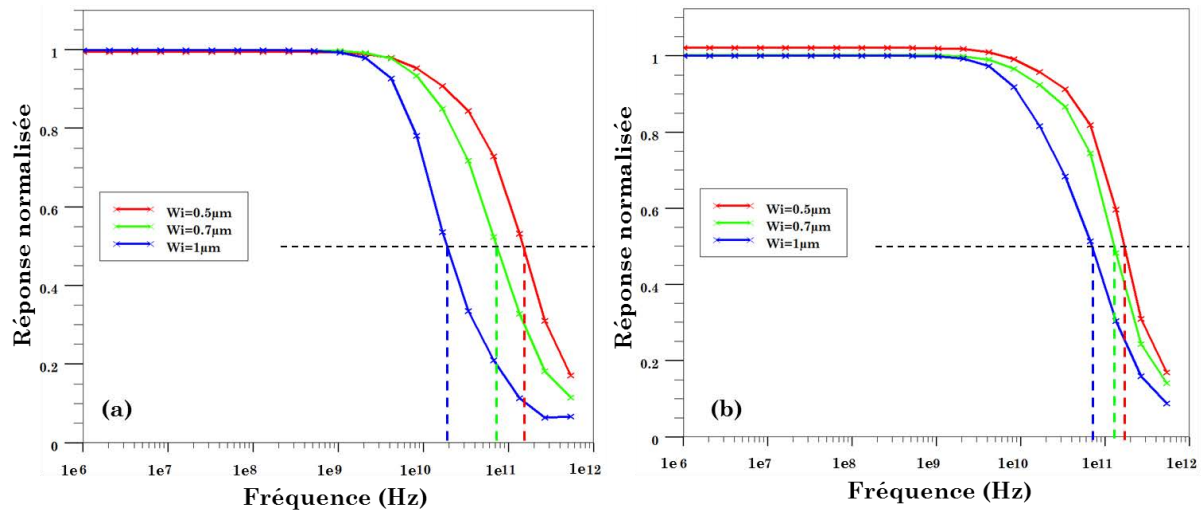 Réponse normalisée
1
0.8
0.6
0.4
0.2
0
Wi=0.5µm
Wi=0.7µm
Wi=1µm
(a)
1e 6
1e7
1e8
1e9
1e10
1e11
1e12
Fréquence (Hz)
Réponse normalisée
1
0.8
0.6
0.4
0.2
0
Wi=0.5µm
Wi=0.7µm
Wi=1µm
(b)
1e 6
1e7
1e8
1e9
1e10
1e11
1e12
Fréquence (Hz)